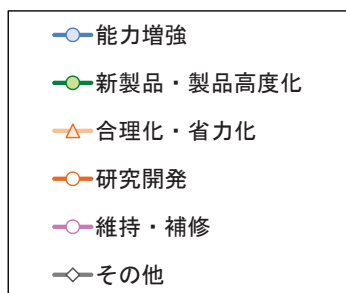 能力増強
新製品・製品高度化
合理化・省力化
研究開発
維持・補修
その他